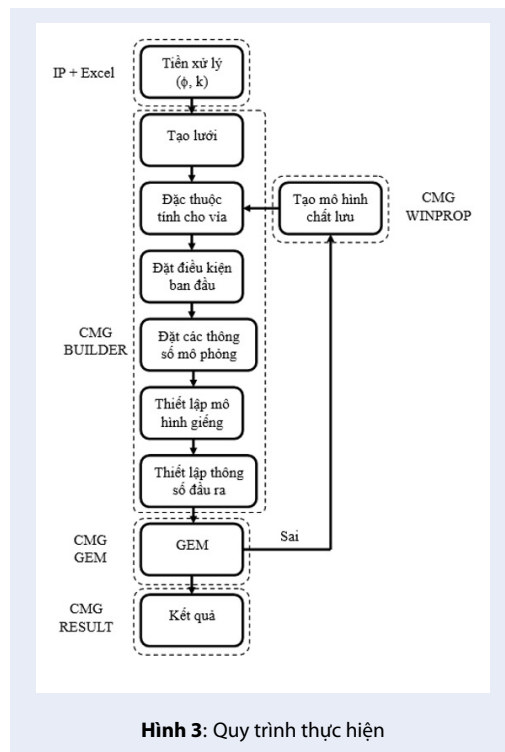 IP + Excel
Tiền xử lý
(ϕ, k)
Tạo lưới
Đặc thuộc
tính cho vỉa
Tạo mô hình
chất lưu
CMG
WINPROP
Đặt điều kiện
ban đầu
CMG
BUILDER
Đặt các thông
số mô phỏng
Thiết lập mô
hình giếng
Thiết lập thông
số đầu ra
CMG
GEM
GEM
Sai
CMG
RESULT
Kết quả
Hình 3: Quy trình thực hiện